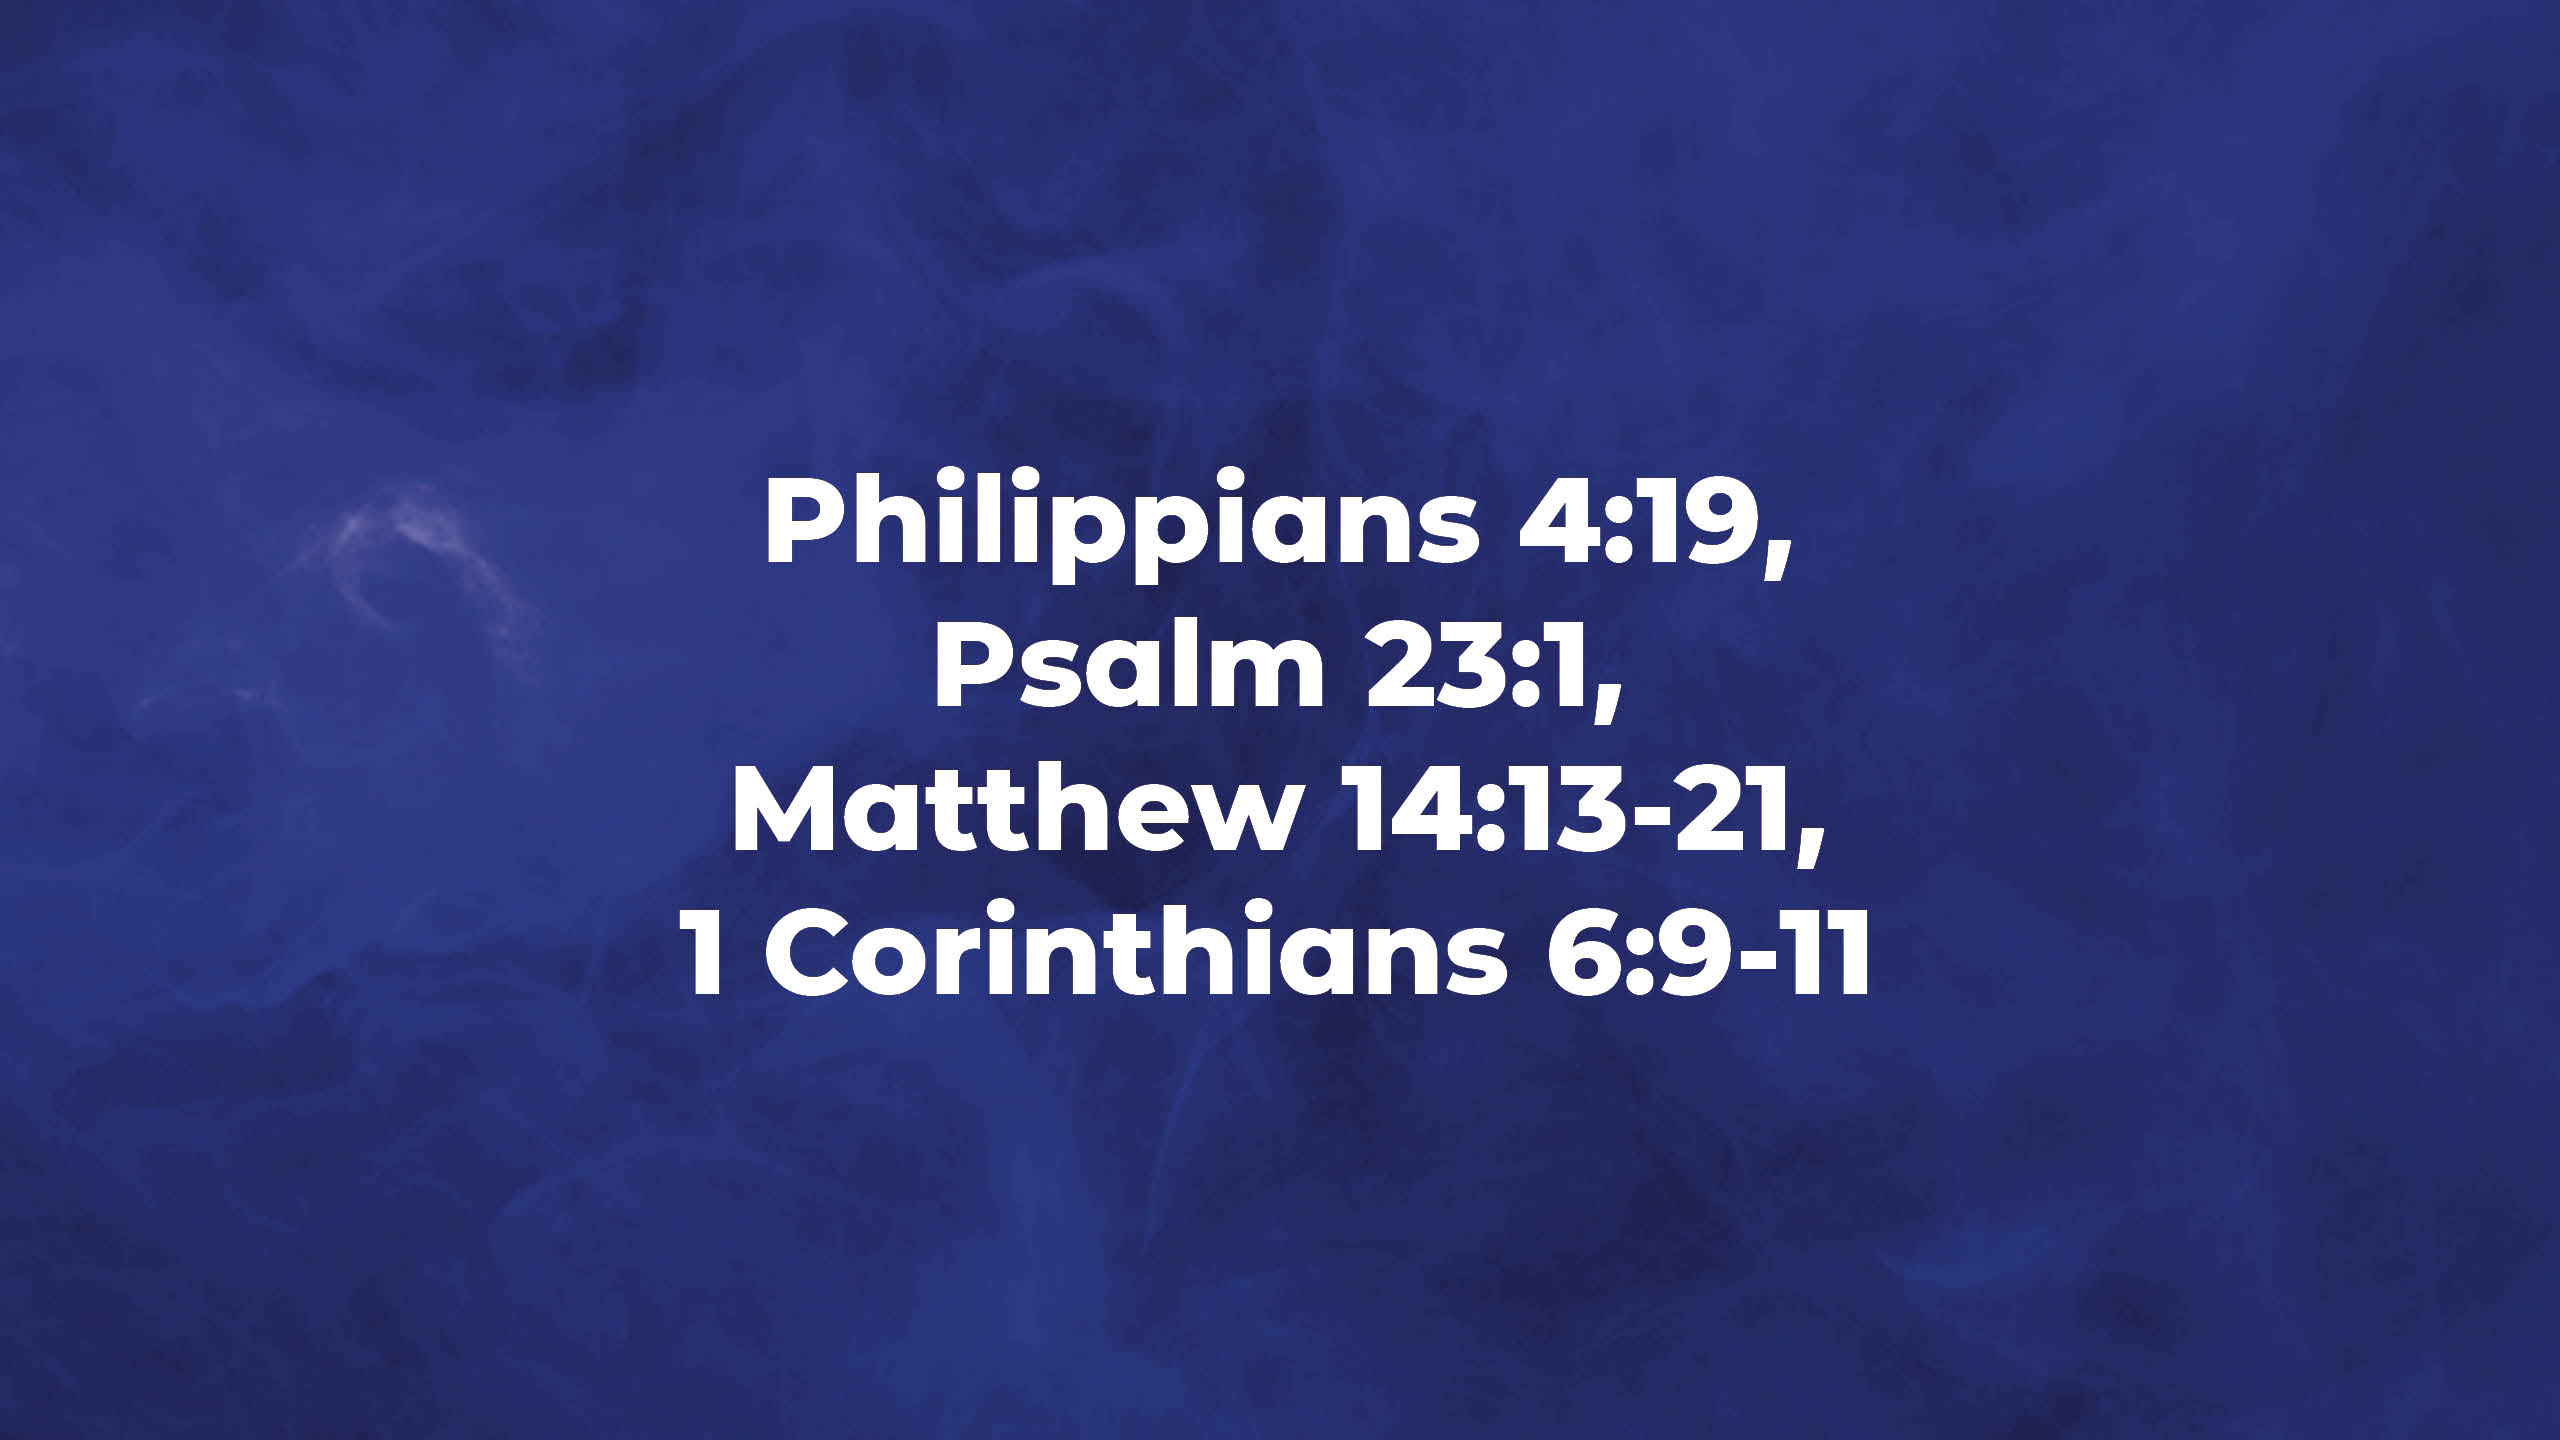 Philippians 4:19,
Psalm 23:1,
Matthew 14:13-21,
1 Corinthians 6:9-11